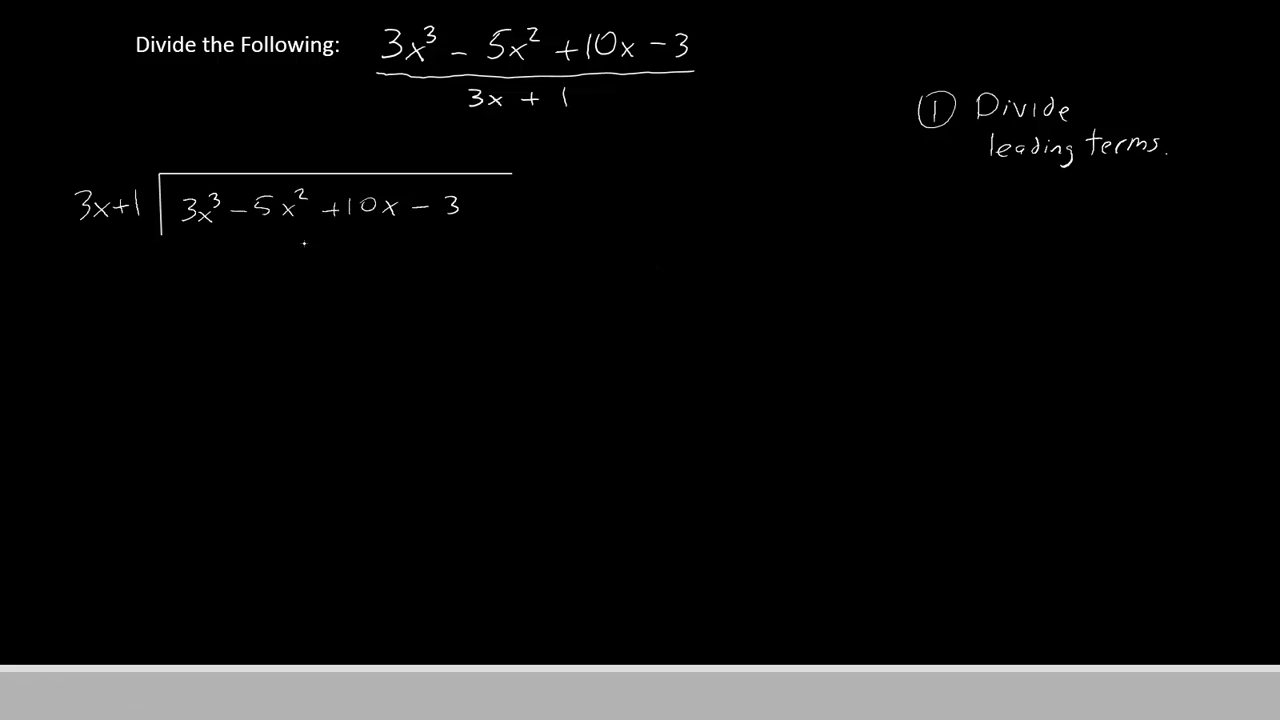 Divide the Following: 3x³ - 5x² + 10x - 3
3x + 1
① Divide
leading terms.
3x+1 3x³ - 5x² + 10x - 3